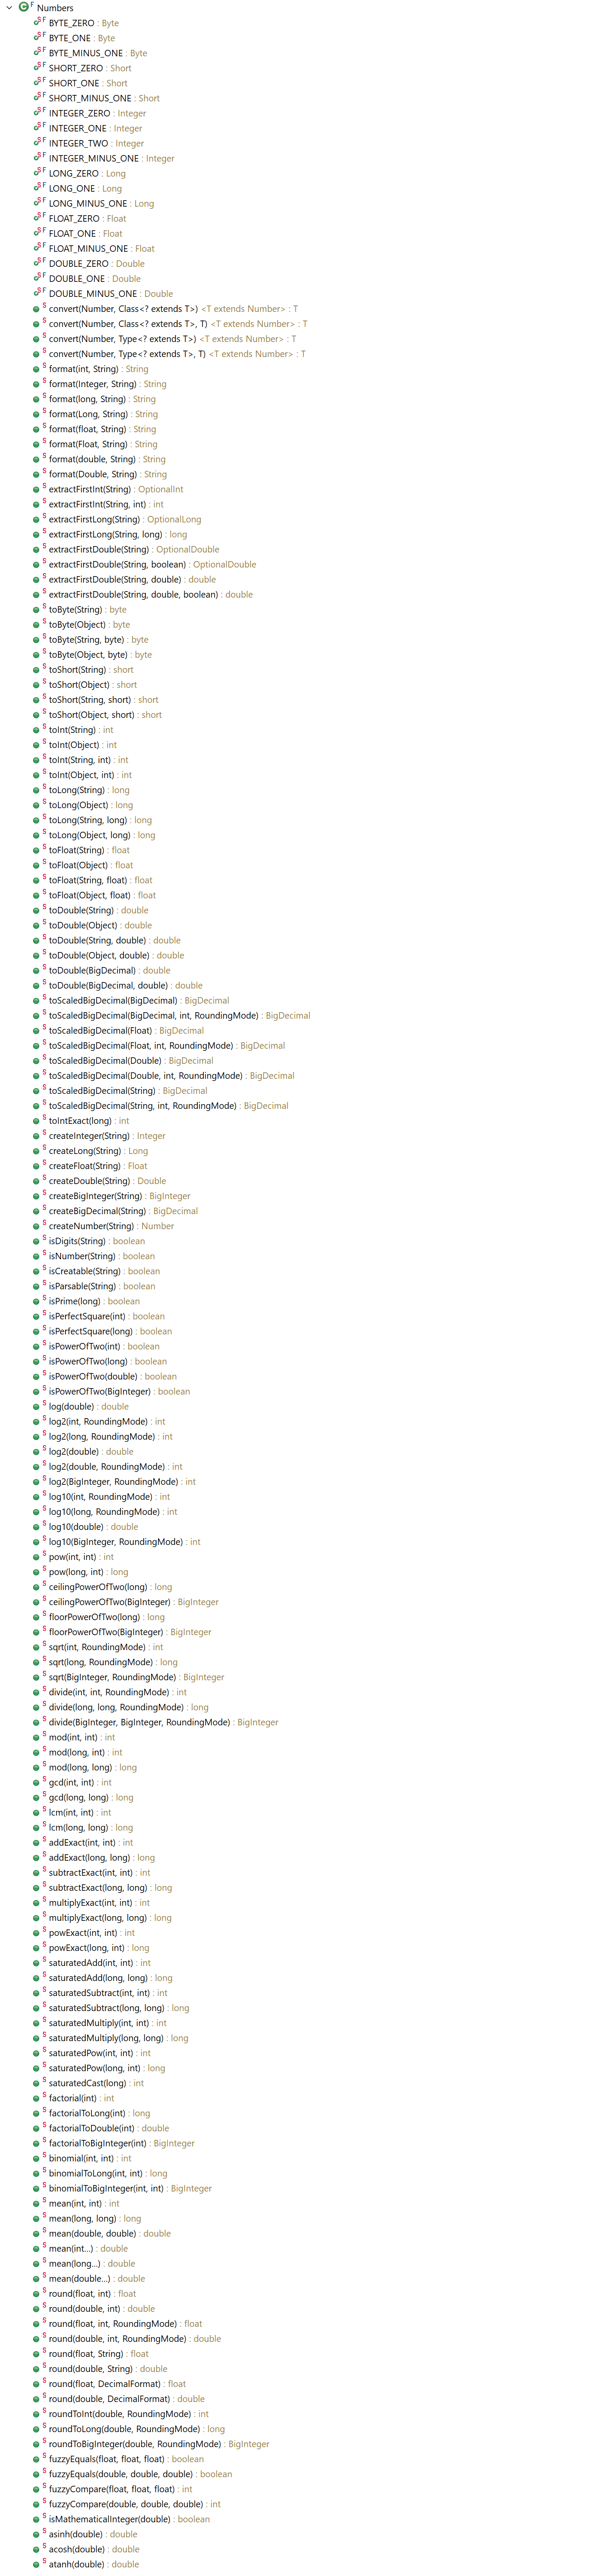 Numbers
BYTE_ZERO : Byte
BYTE_ONE : Byte
BYTE_MINUS_ONE : Byte
SHORT_ZERO : Short
SHORT_ONE : Short
SHORT_MINUS_ONE : Short
INTEGER_ZERO : Integer
INTEGER_ONE : Integer
INTEGER_TWO : Integer
INTEGER_MINUS_ONE : Integer
LONG_ZERO : Long
LONG_ONE : Long
LONG_MINUS_ONE : Long
FLOAT_ZERO : Float
FLOAT_ONE : Float
FLOAT_MINUS_ONE : Float
DOUBLE_ZERO : Double
DOUBLE_ONE : Double
DOUBLE_MINUS_ONE : Double
convert(Number, Class<? extends T>) <T extends Number> : T
convert(Number, Class<? extends T>, T) <T extends Number> : T
convert(Number, Type<? extends T>) <T extends Number> : T
convert(Number, Type<? extends T>, T) <T extends Number> : T
format(int, String) : String
format(Integer, String) : String
format(long, String) : String
format(Long, String) : String
format(float, String) : String
format(Float, String) : String
format(double, String) : String
format(Double, String) : String
extractFirstInt(String) : OptionalInt
extractFirstInt(String, int) : int
extractFirstLong(String) : OptionalLong
extractFirstLong(String, long) : long
extractFirstDouble(String) : OptionalDouble
extractFirstDouble(String, boolean) : OptionalDouble
extractFirstDouble(String, double) : double
extractFirstDouble(String, double, boolean) : double
toByte(String) : byte
toByte(Object) : byte
toByte(String, byte) : byte
toByte(Object, byte) : byte
toShort(String) : short
toShort(Object) : short
toShort(String, short) : short
toShort(Object, short) : short
toInt(String) : int
toInt(Object) : int
toInt(String, int) : int
toInt(Object, int) : int
toLong(String) : long
toLong(Object) : long
toLong(String, long) : long
toLong(Object, long) : long
toFloat(String) : float
toFloat(Object) : float
toFloat(String, float) : float
toFloat(Object, float) : float
toDouble(String) : double
toDouble(Object) : double
toDouble(String, double) : double
toDouble(Object, double) : double
toDouble(BigDecimal) : double
toDouble(BigDecimal, double) : double
toScaledBigDecimal(BigDecimal) : BigDecimal
toScaledBigDecimal(BigDecimal, int, RoundingMode) : BigDecimal
toScaledBigDecimal(Float) : BigDecimal
toScaledBigDecimal(Float, int, RoundingMode) : BigDecimal
toScaledBigDecimal(Double) : BigDecimal
toScaledBigDecimal(Double, int, RoundingMode) : BigDecimal
toScaledBigDecimal(String) : BigDecimal
toScaledBigDecimal(String, int, RoundingMode) : BigDecimal
toIntExact(long) : int
createInteger(String) : Integer
createLong(String) : Long
createFloat(String) : Float
createDouble(String) : Double
createBigInteger(String) : BigInteger
createBigDecimal(String) : BigDecimal
createNumber(String) : Number
isDigits(String) : boolean
isNumber(String) : boolean
isCreatable(String) : boolean
isParsable(String) : boolean
isPrime(long) : boolean
isPerfectSquare(int) : boolean
isPerfectSquare(long) : boolean
isPowerOfTwo(int) : boolean
isPowerOfTwo(long) : boolean
isPowerOfTwo(double) : boolean
isPowerOfTwo(BigInteger) : boolean
log(double) : double
log2(int, RoundingMode) : int
log2(long, RoundingMode) : int
log2(double) : double
log2(double, RoundingMode) : int
log2(BigInteger, RoundingMode) : int
log10(int, RoundingMode) : int
log10(long, RoundingMode) : int
log10(double) : double
log10(BigInteger, RoundingMode) : int
pow(int, int) : int
pow(long, int) : long
ceilingPowerOfTwo(long) : long
ceilingPowerOfTwo(BigInteger) : BigInteger
floorPowerOfTwo(long) : long
floorPowerOfTwo(BigInteger) : BigInteger
sqrt(int, RoundingMode) : int
sqrt(long, RoundingMode) : long
sqrt(BigInteger, RoundingMode) : BigInteger
divide(int, int, RoundingMode) : int
divide(long, long, RoundingMode) : long
divide(BigInteger, BigInteger, RoundingMode) : BigInteger
mod(int, int) : int
mod(long, int) : int
mod(long, long) : long
gcd(int, int) : int
gcd(long, long) : long
lcm(int, int) : int
lcm(long, long) : long
addExact(int, int) : int
addExact(long, long) : long
subtractExact(int, int) : int
subtractExact(long, long) : long
multiplyExact(int, int) : int
multiplyExact(long, long) : long
powExact(int, int) : int
powExact(long, int) : long
saturatedAdd(int, int) : int
saturatedAdd(long, long) : long
saturatedSubtract(int, int) : int
saturatedSubtract(long, long) : long
saturatedMultiply(int, int) : int
saturatedMultiply(long, long) : long
saturatedPow(int, int) : int
saturatedPow(long, int) : long
saturatedCast(long) : int
factorial(int) : int
factorialToLong(int) : long
factorialToDouble(int) : double
factorialToBigInteger(int) : BigInteger
binomial(int, int) : int
binomialToLong(int, int) : long
binomialToBigInteger(int, int) : BigInteger
mean(int, int) : int
mean(long, long) : long
mean(double, double) : double
mean(int...) : double
mean(long...) : double
mean(double...) : double
round(float, int) : float
round(double, int) : double
round(float, int, RoundingMode) : float
round(double, int, RoundingMode) : double
round(float, String) : float
round(double, String) : double
round(float, DecimalFormat) : float
round(double, DecimalFormat) : double
roundToInt(double, RoundingMode) : int
roundToLong(double, RoundingMode) : long
roundToBigInteger(double, RoundingMode) : BigInteger
fuzzyEquals(float, float, float) : boolean
fuzzyEquals(double, double, double) : boolean
fuzzyCompare(float, float, float) : int
fuzzyCompare(double, double, double) : int
isMathematicalInteger(double) : boolean
asinh(double) : double
acosh(double) : double
atanh(double) : double